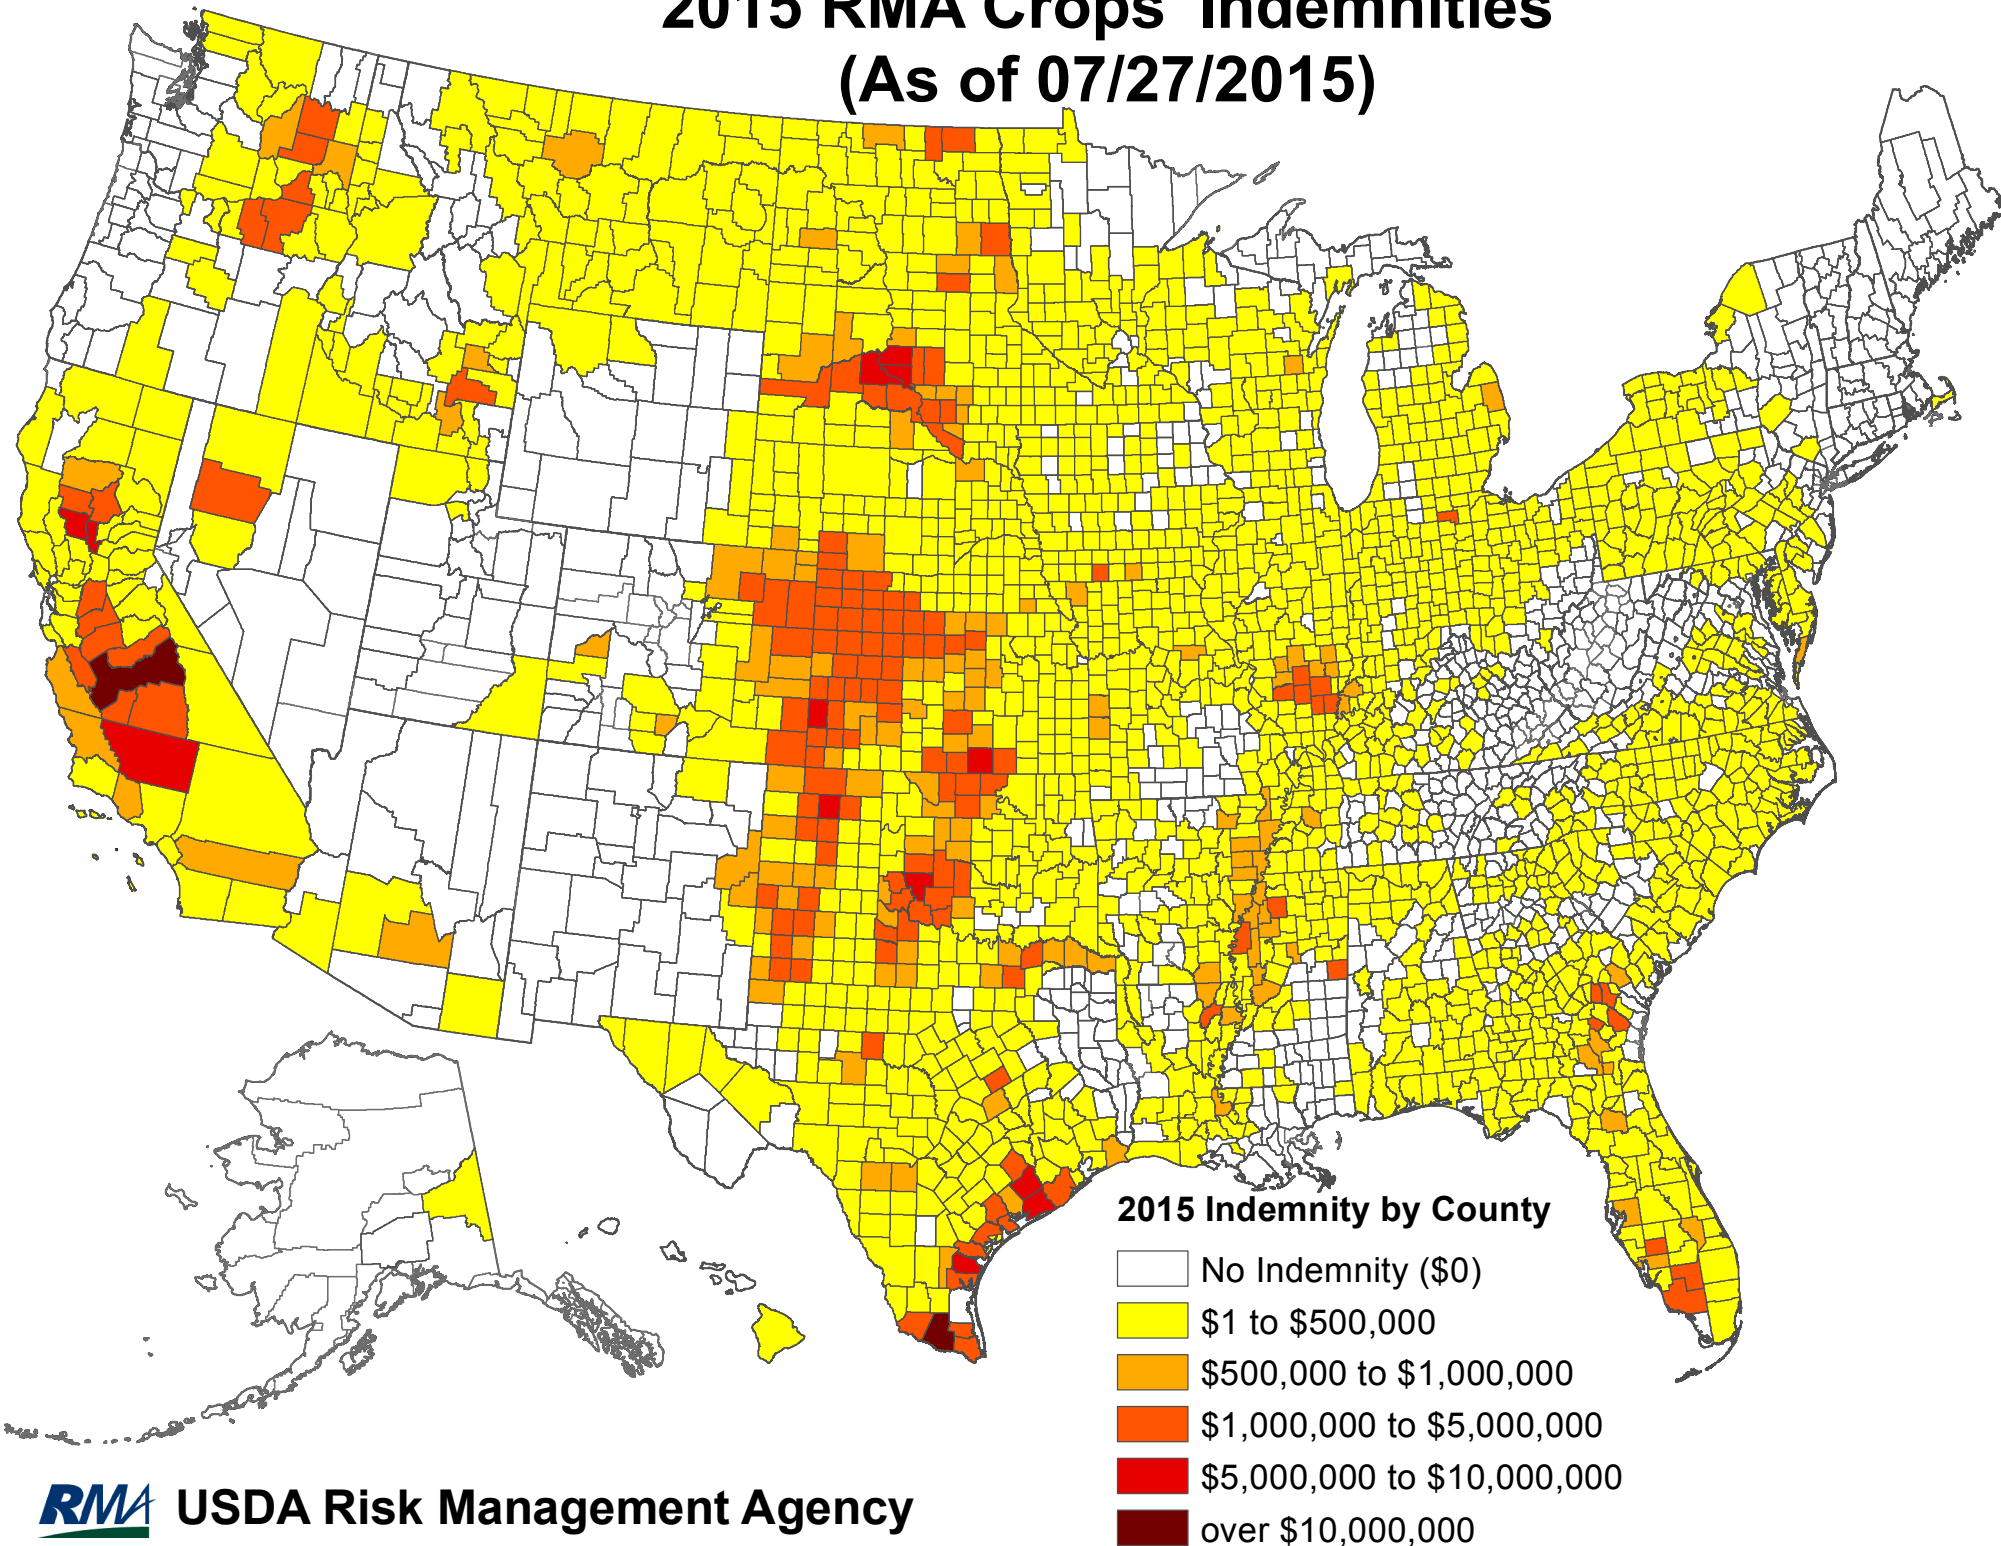 2015 RMA Crops' Indemnities
(As of 07/27/2015)
2015 Indemnity by County
No Indemnity ($0)
$1 to $500,000
$500,000 to $1,000,000
$1,000,000 to $5,000,000
$5,000,000 to $10,000,000
over $10,000,000
RMA USDA Risk Management Agency